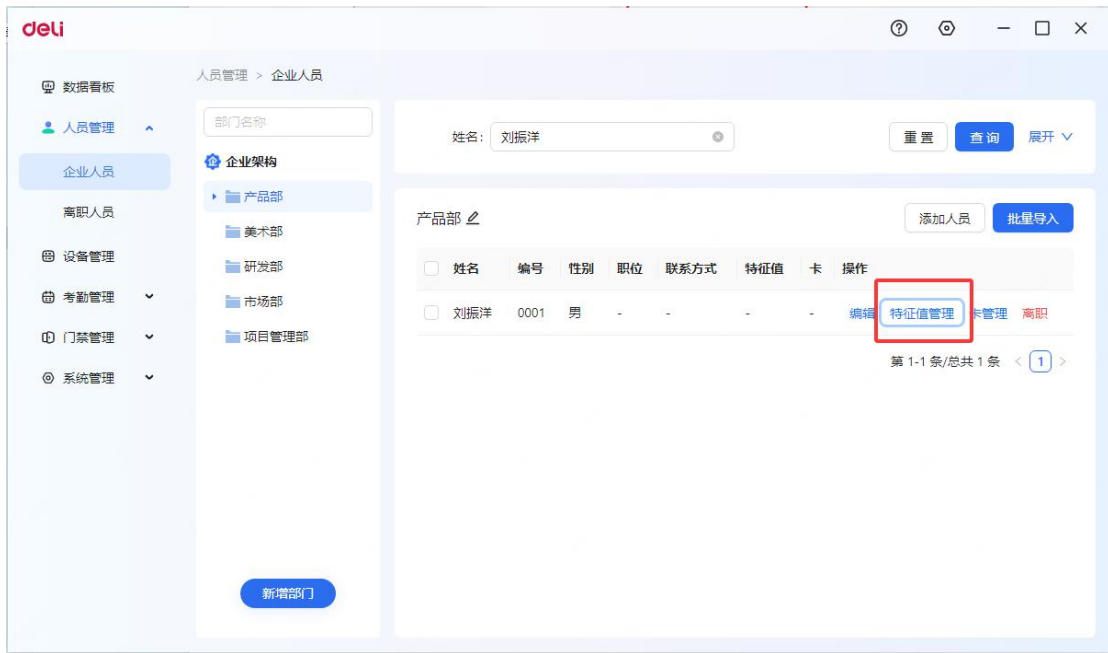 deli
数据看板
人员管理
企业人员
离职人员
设备管理
考勤管理
门禁管理
系统管理
人员管理 > 企业人员
部门名称
企业架构
产品部
美术部
研发部
市场部
项目管理部
新增部门
姓名: 刘振洋 重置 查询 展开
产品部 添加人员 批量导入
姓名 编号 性别 职位 联系方式 特征值 卡 操作
刘振洋 0001 男 - - - - 编辑 特征值管理 卡管理 离职
第 1-1 条/总共 1 条 < 1 >